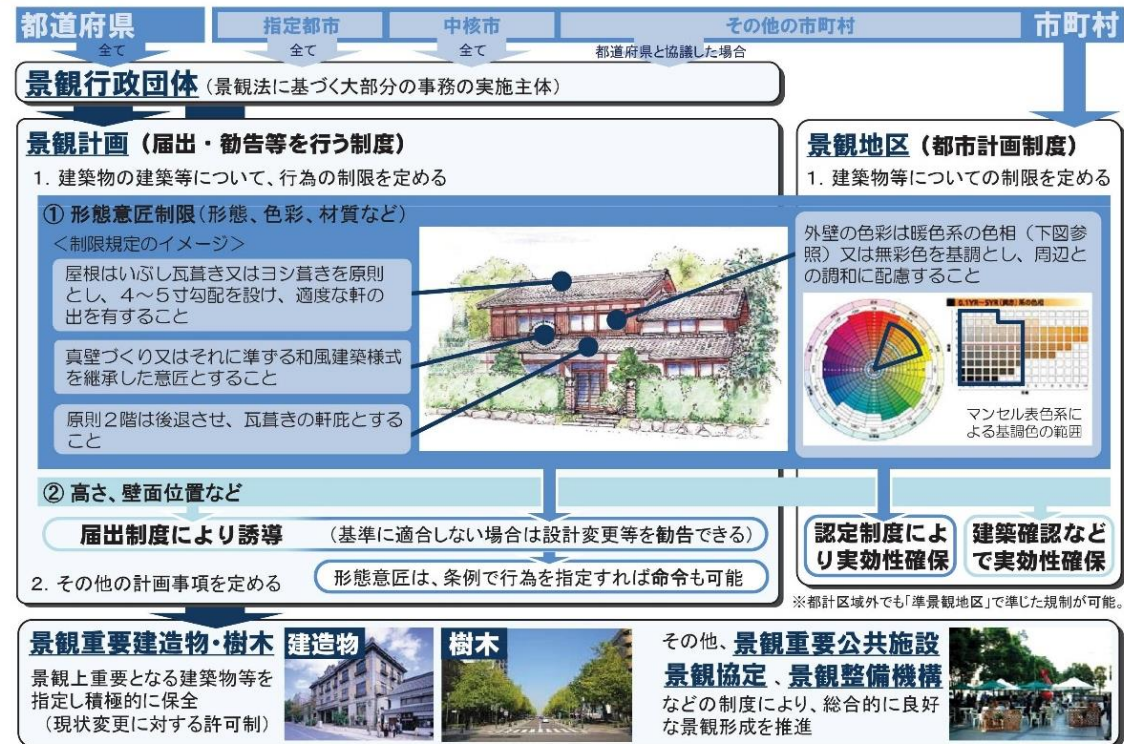 都道府県
指定都市
中核市
その他の市町村
市町村
全て
全て
全て
都道府県と協議した場合
景観行政団体（景観法に基づく大部分の事務の実施主体）
景観計画（届出・勧告等を行う制度）
1. 建築物の建築等について、行為の制限を定める
景観地区（都市計画制度）
1. 建築物等についての制限を定める
① 形態意匠制限（形態、色彩、材質など）
＜制限規定のイメージ＞
屋根はいぶし瓦葺き又はヨシ葺きを原則
とし、4～5寸勾配を設け、適度な軒の
出を有すること
真壁づくり又はそれに準ずる和風建築様式
を継承した意匠とすること
原則2階は後退させ、瓦葺きの軒庇とする
こと
外壁の色彩は暖色系の色相（下図参
照）又は無彩色を基調とし、周辺と
の調和に配慮すること
マンセル表色系に
よる基調色の範囲
② 高さ、壁面位置など
届出制度により誘導 （基準に適合しない場合は設計変更等を勧告できる）
形態意匠は、条例で行為を指定すれば命令も可能
2. その他の計画事項を定める
認定制度によ
り実効性確保
建築確認など
で実効性確保
※都計区域外でも「準景観地区」で準じた規制が可能。
景観重要建造物・樹木
景観上重要となる建築物等を
指定し積極的に保全
（現状変更に対する許可制）
建造物
樹木
その他、景観重要公共施設
景観協定 、景観整備機構
などの制度により、総合的に良好
な景観形成を推進